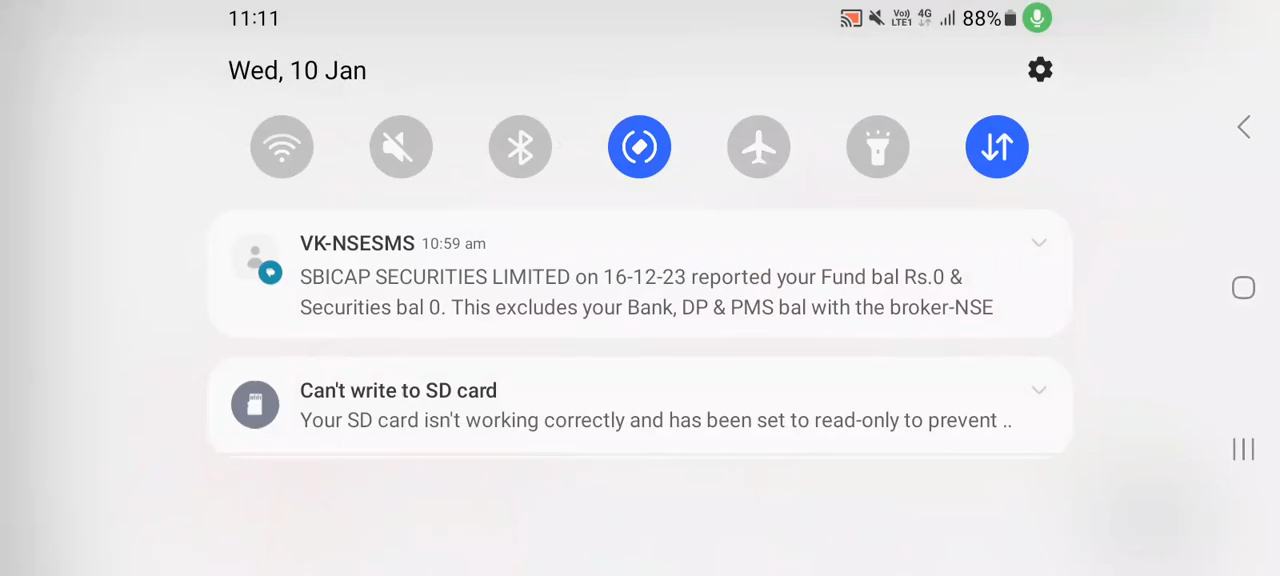 11:11
Vo)) LTE1 4G 88%
Wed, 10 Jan
VK-NSESMS 10:59 am
SBICAP SECURITIES LIMITED on 16-12-23 reported your Fund bal Rs.0 &
Securities bal 0. This excludes your Bank, DP & PMS bal with the broker-NSE
Can't write to SD card
Your SD card isn't working correctly and has been set to read-only to prevent ..